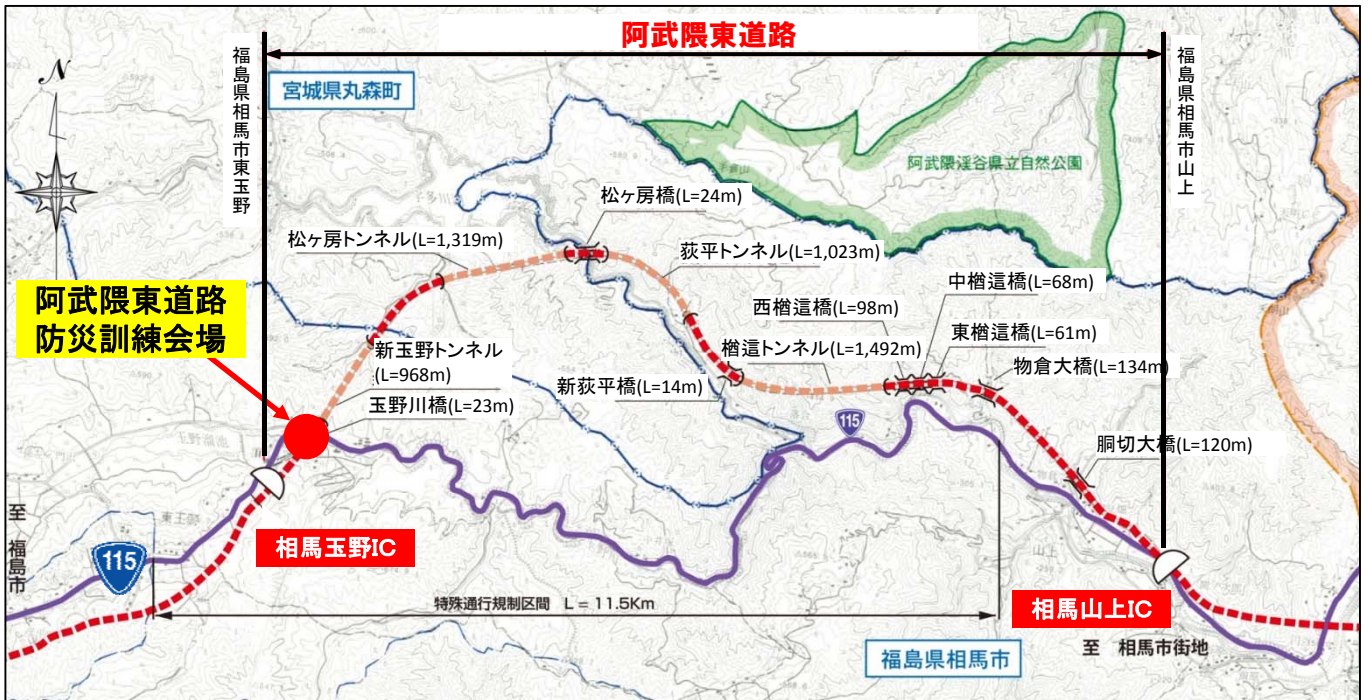 阿武隈東道路
福島県相馬市東玉野
福島県相馬市山上
N
宮城県丸森町
阿武隈渓谷県立自然公園
松ヶ房橋(L=24m)
松ヶ房トンネル(L=1,319m)
荻平トンネル(L=1,023m)
中楢這橋(L=68m)
阿武隈東道路
防災訓練会場
西楢這橋(L=98m)
東楢這橋(L=61m)
新玉野トンネル
(L=968m)
楢這トンネル(L=1,492m)
物倉大橋(L=134m)
新荻平橋(L=14m)
玉野川橋(L=23m)
115
玉野溜池
胴切大橋(L=120m)
至 福島市
115
相馬玉野IC
特殊通行規制区間 L = 11.5Km
山上
相馬山上IC
福島県相馬市
至 相馬市街地